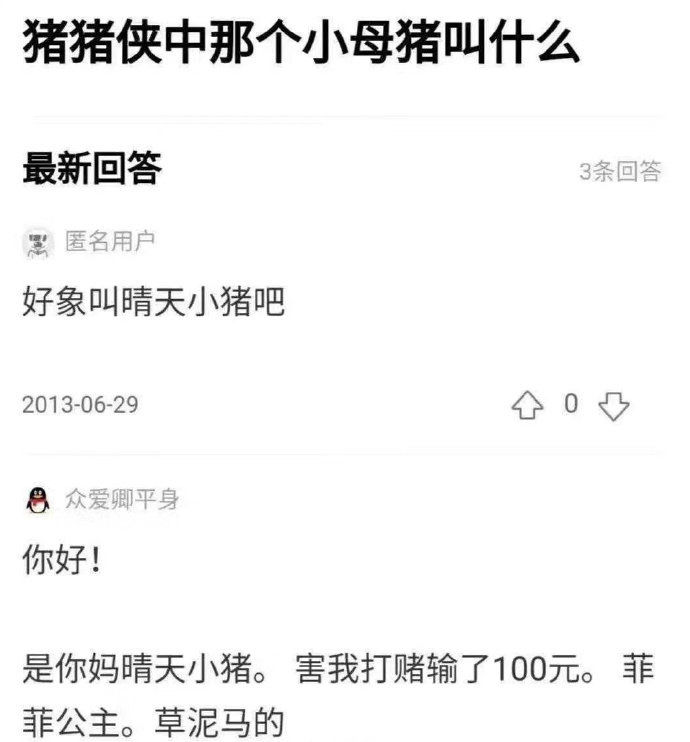 猪猪侠中那个小母猪叫什么
最新回答
3条回答
匿名用户
好象叫晴天小猪吧
2013-06-29
0
众爱卿平身
你好！
是你妈晴天小猪。 害我打赌输了100元。 菲
菲公主。草泥马的